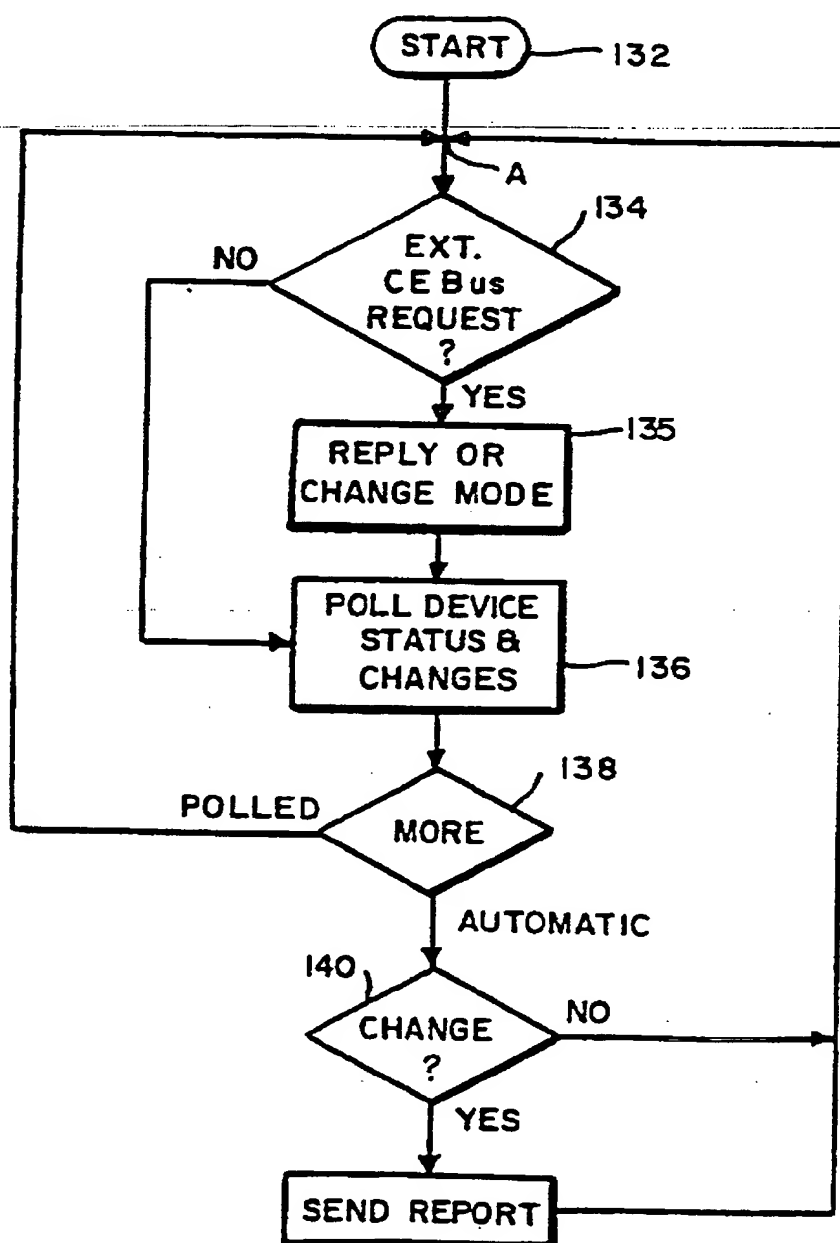 START
132
A
134
EXT.
CE Bus
REQUEST
?
NO
YES
135
REPLY OR
CHANGE MODE
POLL DEVICE
STATUS &
CHANGES
136
138
POLLED
MORE
AUTOMATIC
140
CHANGE
?
NO
YES
SEND REPORT